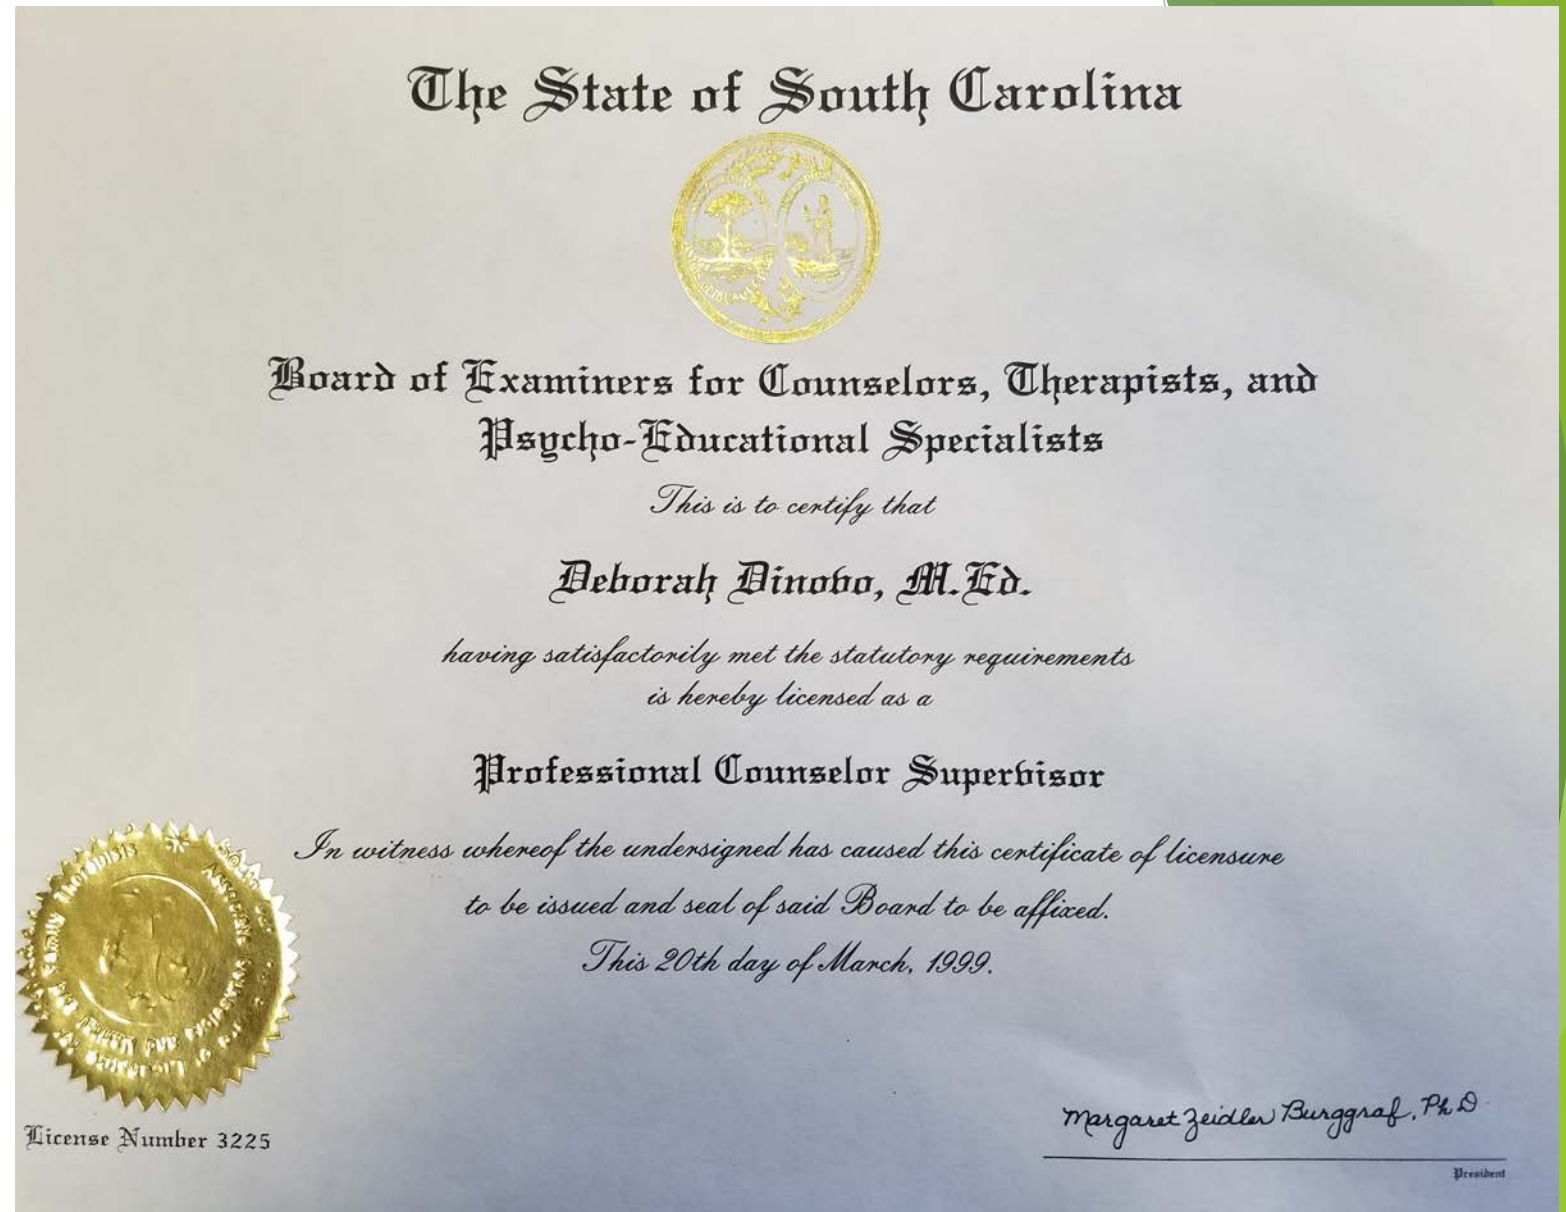 The State of South Carolina
Board of Examiners for Counselors, Therapists, and
Psycho-Educational Specialists
This is to certify that
Deborah Dinovo, M.Ed.
having satisfactorily met the statutory requirements
is hereby licensed as a
Professional Counselor Supervisor
In witness whereof the undersigned has caused this certificate of licensure
to be issued and seal of said Board to be affixed.
This 20th day of March, 1999.
License Number 3225
Margaret Zeidler Burggraf, Ph D
President